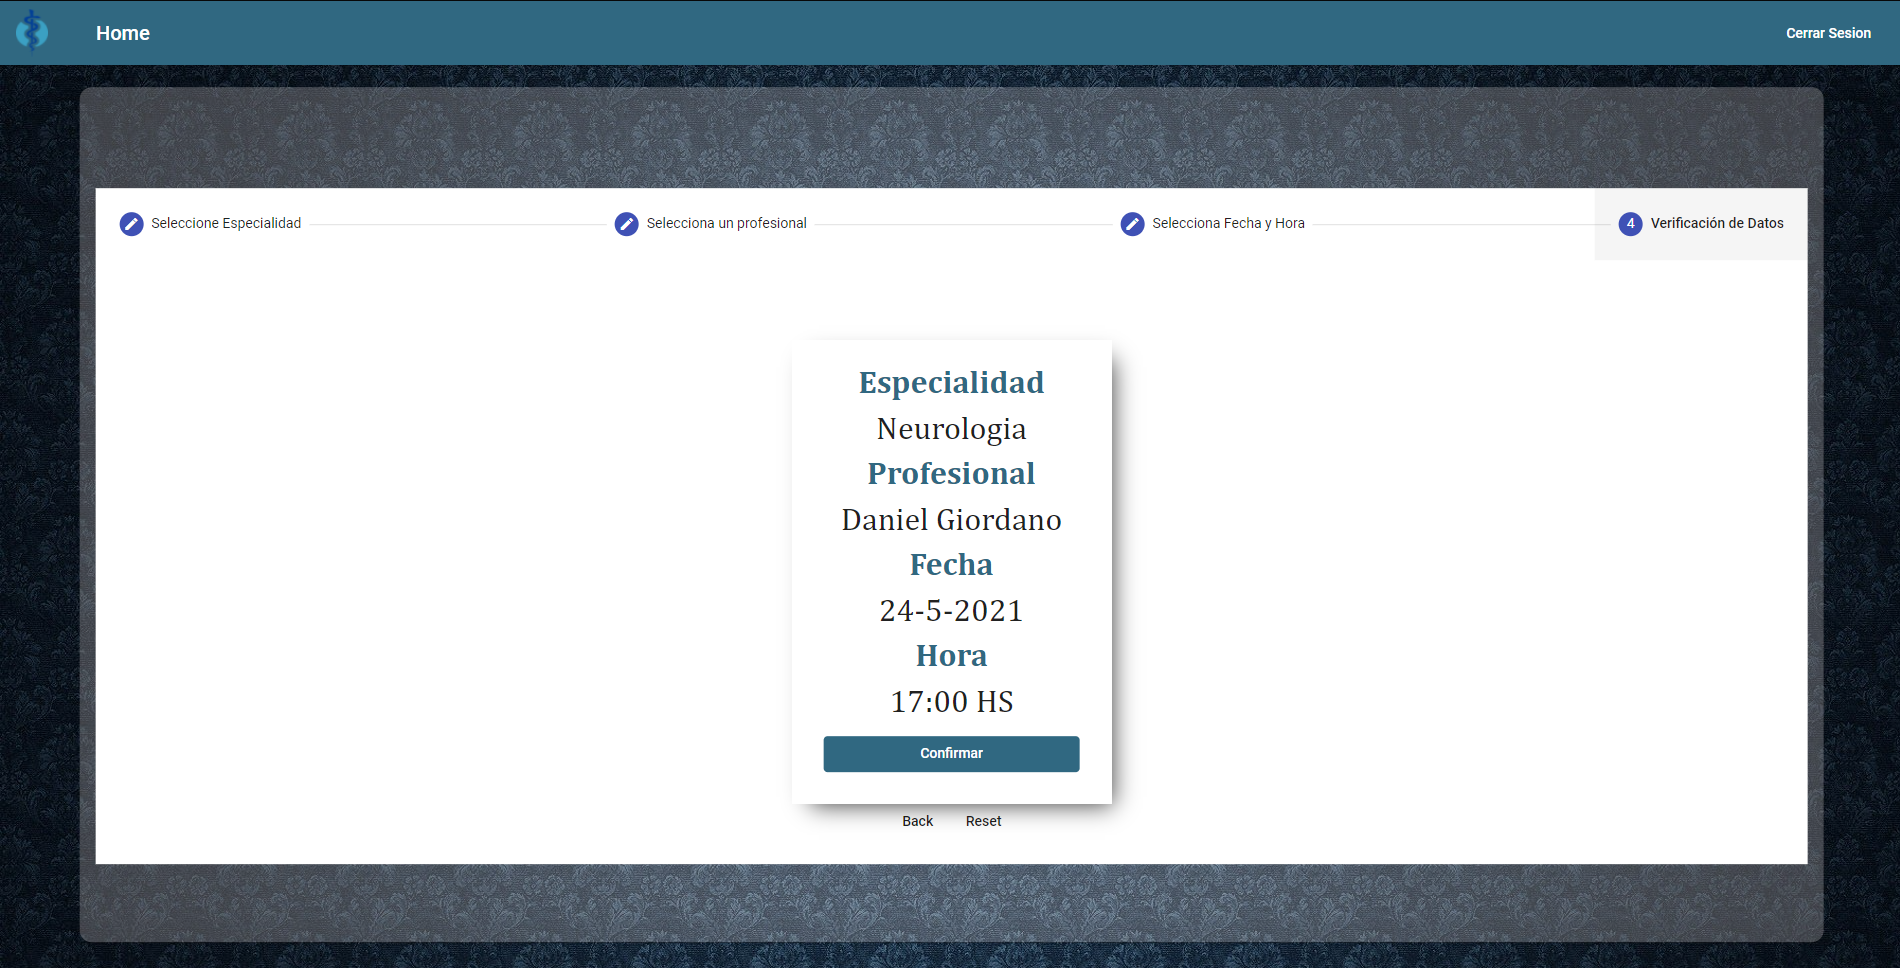 Home
Cerrar Sesion
Seleccione Especialidad
Selecciona un profesional
Selecciona Fecha y Hora
4 Verificación de Datos
Especialidad
Neurologia
Profesional
Daniel Giordano
Fecha
24-5-2021
Hora
17:00 HS
Confirmar
Back Reset